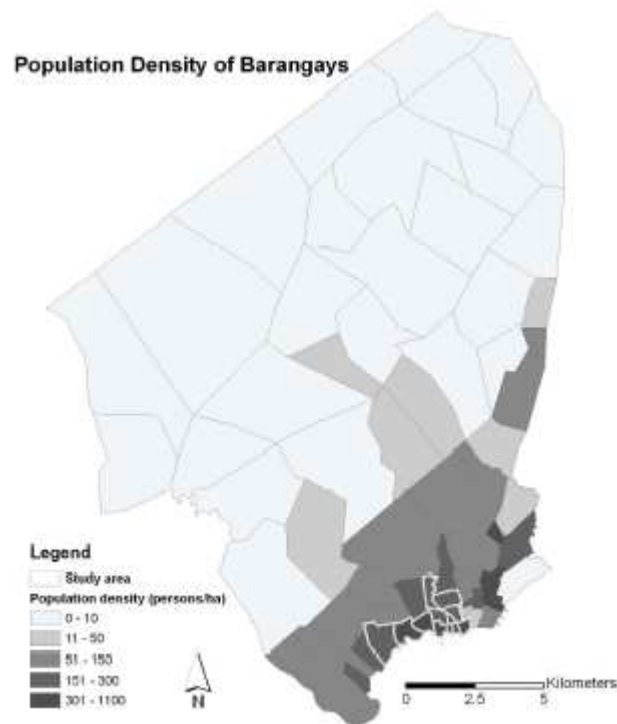 Population Density of Barangays
Legend
Study area
Population density (persons/ha)
0 - 10
11 - 50
51 - 150
151 - 300
301 - 1100
N
Kilometers
0 2.5 5